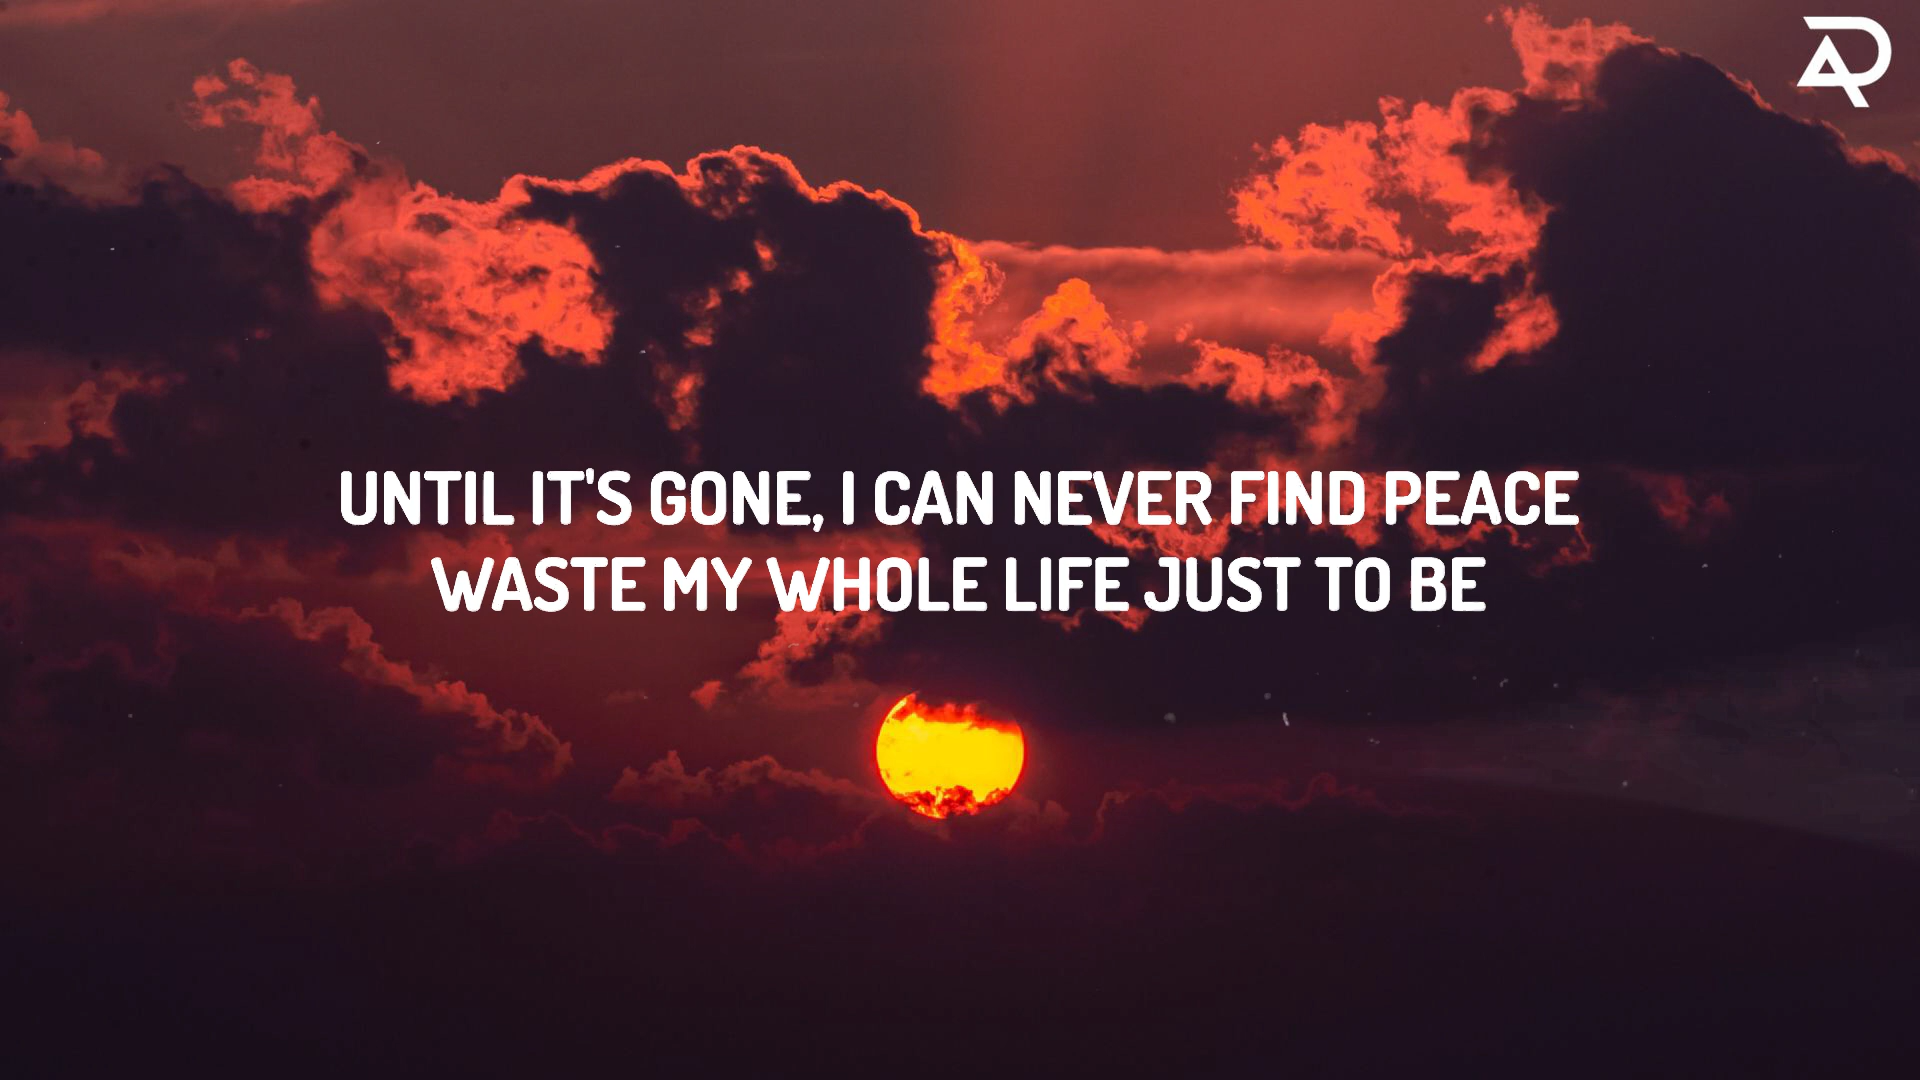 UNTIL IT'S GONE, I CAN NEVER FIND PEACE
WASTE MY WHOLE LIFE JUST TO BE